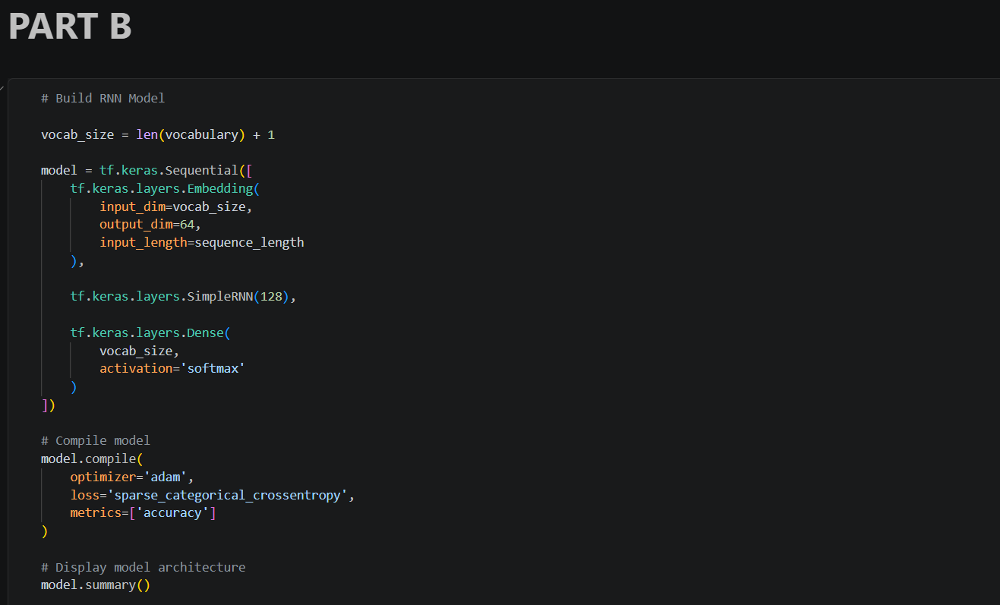 PART B
# Build RNN Model
vocab_size = len(vocabulary) + 1
model = tf.keras.Sequential([
    tf.keras.layers.Embedding(
        input_dim=vocab_size,
        output_dim=64,
        input_length=sequence_length
    ),
    tf.keras.layers.SimpleRNN(128),
    tf.keras.layers.Dense(
        vocab_size,
        activation='softmax'
    )
])
# Compile model
model.compile(
    optimizer='adam',
    loss='sparse_categorical_crossentropy',
    metrics=['accuracy']
)
# Display model architecture
model.summary()